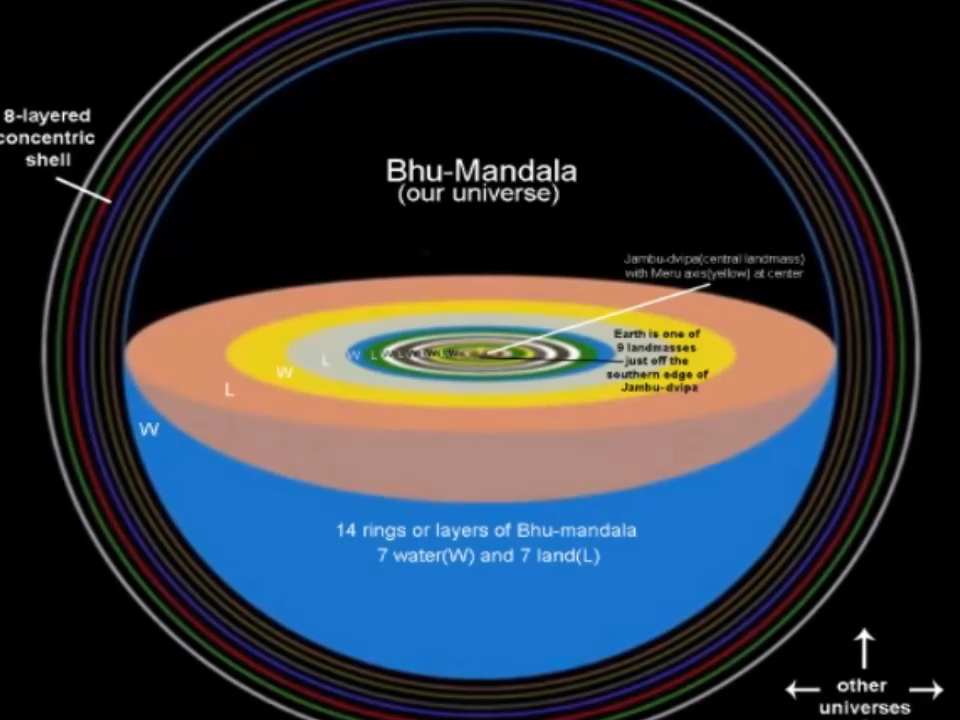 8-layered
concentric
shell
Bhu-Mandala
(our universe)
Jambu-dvipa(central landmass)
with Meru axis(yellow) at center
Earth is one of
9 landmasses
just off the
southern edge of
Jambu-dvipa
W
L
W
L
W
L
W
14 rings or layers of Bhu-mandala
7 water(W) and 7 land(L)
other
universes